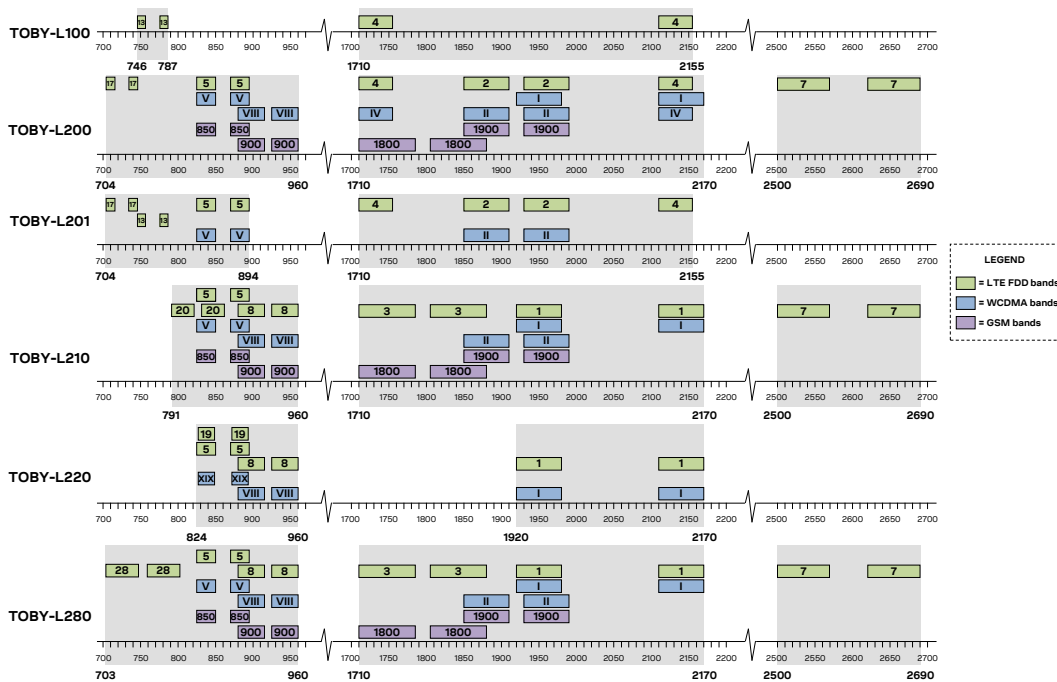 13 13 4 4
TOBY-L100
700 750 800 850 900 950 1700 1750 1800 1850 1900 1950 2000 2050 2100 2150 2200 2500 2550 2600 2650 2700
746 787 1710 2155
17 17 5 5 4 2 2 4 7 7
V V I I
VIII VIII IV II II IV
TOBY-L200
850 850 1900 1900
900 900 1800 1800
700 750 800 850 900 950 1700 1750 1800 1850 1900 1950 2000 2050 2100 2150 2200 2500 2550 2600 2650 2700
704 960 1710 2170 2500 2690
17 17 5 5 4 2 2 4
13 13
TOBY-L201
V V II II
700 750 800 850 900 950 1700 1750 1800 1850 1900 1950 2000 2050 2100 2150 2200 2500 2550 2600 2650 2700
704 894 1710 2155
LEGEND
= LTE FDD bands
= WCDMA bands
= GSM bands
5 5
20 20 8 8 3 3 1 1 7 7
V V I I
VIII VIII II II
TOBY-L210
850 850 1900 1900
900 900 1800 1800
700 750 800 850 900 950 1700 1750 1800 1850 1900 1950 2000 2050 2100 2150 2200 2500 2550 2600 2650 2700
791 960 1710 2170 2500 2690
19 19
5 5
8 8 1 1
TOBY-L220
XIX XIX
VIII VIII I I
700 750 800 850 900 950 1700 1750 1800 1850 1900 1950 2000 2050 2100 2150 2200 2500 2550 2600 2650 2700
824 960 1920 2170
5 5
28 28 8 8 3 3 1 1 7 7
V V I I
VIII VIII II II
TOBY-L280
850 850 1900 1900
900 900 1800 1800
700 750 800 850 900 950 1700 1750 1800 1850 1900 1950 2000 2050 2100 2150 2200 2500 2550 2600 2650 2700
703 960 1710 2170 2500 2690